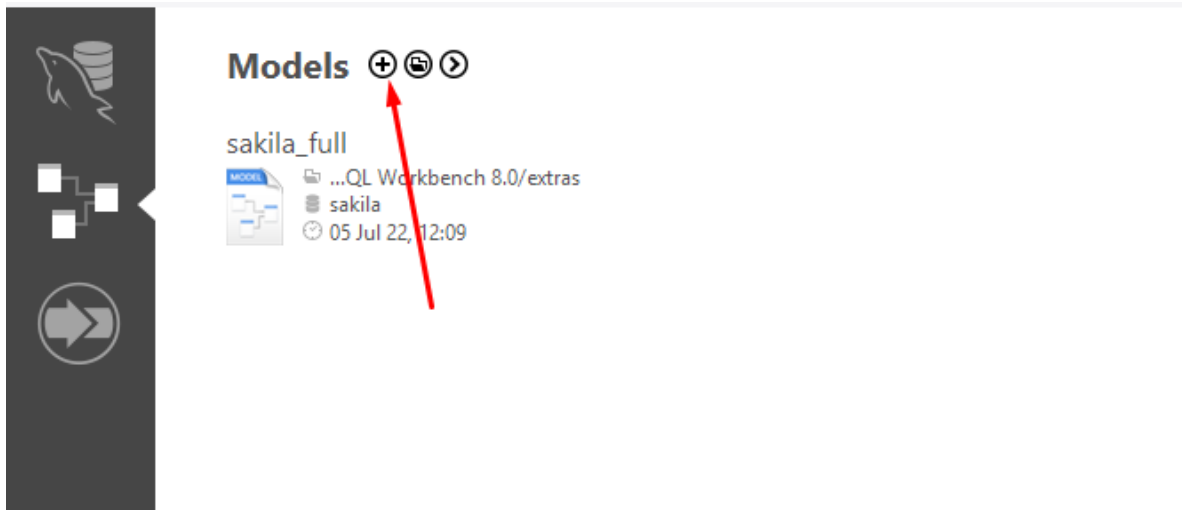 Models
sakila_full
MODEL
...QL Workbench 8.0/extras
sakila
05 Jul 22, 12:09